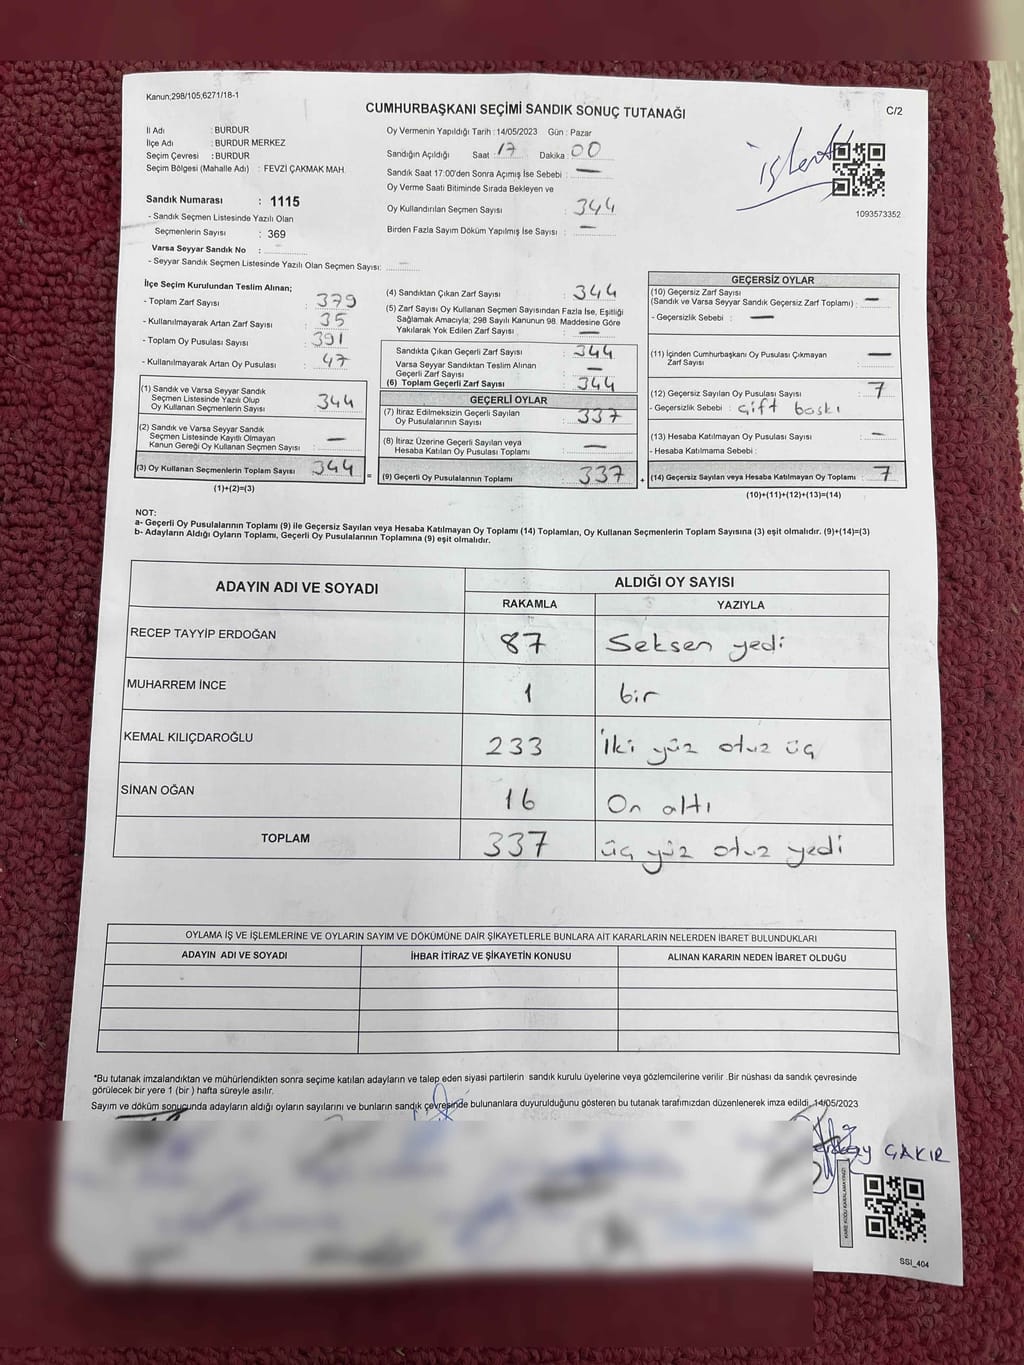 Kanun,298/105,6271/18-1
CUMHURBAŞKANI SEÇİMİ SANDIK SONUÇ TUTANAĞI
C/2
İl Adı : BURDUR
İlçe Adı : BURDUR MERKEZ
Seçim Çevresi : BURDUR
Seçim Bölgesi (Mahalle Adı) : FEVZİ ÇAKMAK MAH.
Sandık Numarası : 1115
- Sandık Seçmen Listesinde Yazılı Olan
Seçmenlerin Sayısı : 369
Varsa Seyyar Sandık No :
- Seyyar Sandık Seçmen Listesinde Yazılı Olan Seçmen Sayısı:
Oy Vermenin Yapıldığı Tarih : 14/05/2023 Gün : Pazar
Sandığın Açıldığı Saat : 17 Dakika : 00
Sandık Saat 17:00'den Sonra Açımış İse Sebebi : —
Oy Verme Saati Bitiminde Sırada Bekleyen ve
Oy Kullandırılan Seçmen Sayısı : 344
Birden Fazla Sayım Döküm Yapılmış İse Sayısı : —
işlendi
1093573352
İlçe Seçim Kurulundan Teslim Alınan;
- Toplam Zarf Sayısı : 379
- Kullanılmayarak Artan Zarf Sayısı : 35
- Toplam Oy Pusulası Sayısı : 391
- Kullanılmayarak Artan Oy Pusulası : 47
(1) Sandık ve Varsa Seyyar Sandık
Seçmen Listesinde Yazılı Olup
Oy Kullanan Seçmenlerin Sayısı : 344
(2) Sandık ve Varsa Seyyar Sandık
Seçmen Listesinde Kayıtlı Olmayan
Kanun Gereği Oy Kullanan Seçmen Sayısı : —
(3) Oy Kullanan Seçmenlerin Toplam Sayısı : 344
(1)+(2)=(3)
(4) Sandıktan Çıkan Zarf Sayısı : 344
(5) Zarf Sayısı Oy Kullanan Seçmen Sayısından Fazla İse, Eşitliği
Sağlamak Amacıyla; 298 Sayılı Kanunun 98. Maddesine Göre
Yakılarak Yok Edilen Zarf Sayısı : —
Sandıkta Çıkan Geçerli Zarf Sayısı : 344
Varsa Seyyar Sandıktan Teslim Alınan
Geçerli Zarf Sayısı : —
(6) Toplam Geçerli Zarf Sayısı : 344
GEÇERLİ OYLAR
(7) İtiraz Edilmeksizin Geçerli Sayılan
Oy Pusulalarının Sayısı : 337
(8) İtiraz Üzerine Geçerli Sayılan veya
Hesaba Katılan Oy Pusulası Toplamı : —
= (9) Geçerli Oy Pusulalarının Toplamı : 337 +
GEÇERSİZ OYLAR
(10) Geçersiz Zarf Sayısı
(Sandık ve Varsa Seyyar Sandık Geçersiz Zarf Toplamı) : —
- Geçersizlik Sebebi : —
(11) İçinden Cumhurbaşkanı Oy Pusulası Çıkmayan
Zarf Sayısı : —
(12) Geçersiz Sayılan Oy Pusulası Sayısı : 7
- Geçersizlik Sebebi : Çift baskı
(13) Hesaba Katılmayan Oy Pusulası Sayısı : —
- Hesaba Katılmama Sebebi :
(14) Geçersiz Sayılan veya Hesaba Katılmayan Oy Toplamı : 7
(10)+(11)+(12)+(13)=(14)
NOT:
a- Geçerli Oy Pusulalarının Toplamı (9) ile Geçersiz Sayılan veya Hesaba Katılmayan Oy Toplamı (14) Toplamları, Oy Kullanan Seçmenlerin Toplam Sayısına (3) eşit olmalıdır. (9)+(14)=(3)
b- Adayların Aldığı Oyların Toplamı, Geçerli Oy Pusulalarının Toplamına (9) eşit olmalıdır.
ADAYIN ADI VE SOYADI ALDIĞI OY SAYISI
RAKAMLA YAZIYLA
RECEP TAYYİP ERDOĞAN 87 Seksen yedi
MUHARREM İNCE 1 bir
KEMAL KILIÇDAROĞLU 233 İki yüz otuz üç
SİNAN OĞAN 16 On altı
TOPLAM 337 üç yüz otuz yedi
OYLAMA İŞ VE İŞLEMLERİNE VE OYLARIN SAYIM VE DÖKÜMÜNE DAİR ŞİKAYETLERLE BUNLARA AİT KARARLARIN NELERDEN İBARET BULUNDUKLARI
ADAYIN ADI VE SOYADI İHBAR İTİRAZ VE ŞİKAYETİN KONUSU ALINAN KARARIN NEDEN İBARET OLDUĞU
*Bu tutanak imzalandıktan ve mühürlendikten sonra seçime katılan adayların ve talep eden siyasi partilerin sandık kurulu üyelerine veya gözlemcilerine verilir .Bir nüshası da sandık çevresinde
görülecek bir yere 1 (bir ) hafta süreyle asılır.
Sayım ve döküm sonucunda adayların aldığı oyların sayılarını ve bunların sandık çevresinde bulunanlara duyurulduğunu gösteren bu tutanak tarafımızdan düzenlenerek imza edildi. 14/05/2023
ÇAKIR
KARE KODU KARALAMAYINIZ!
SSI_404